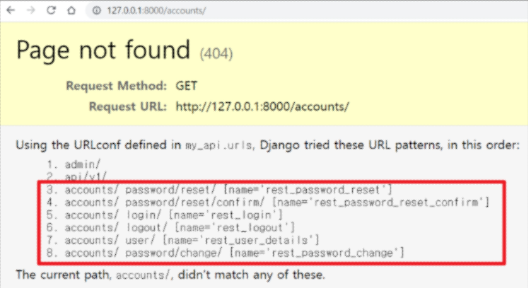 127.0.0.1:8000/accounts/
Page not found (404)
Request Method: GET
Request URL: http://127.0.0.1:8000/accounts/
Using the URLconf defined in my_api.urls, Django tried these URL patterns, in this order:
1. admin/
2. api/v1/
3. accounts/ password/reset/ [name='rest_password_reset']
4. accounts/ password/reset/confirm/ [name='rest_password_reset_confirm']
5. accounts/ login/ [name='rest_login']
6. accounts/ logout/ [name='rest_logout']
7. accounts/ user/ [name='rest_user_details']
8. accounts/ password/change/ [name='rest_password_change']
The current path, accounts/, didn't match any of these.